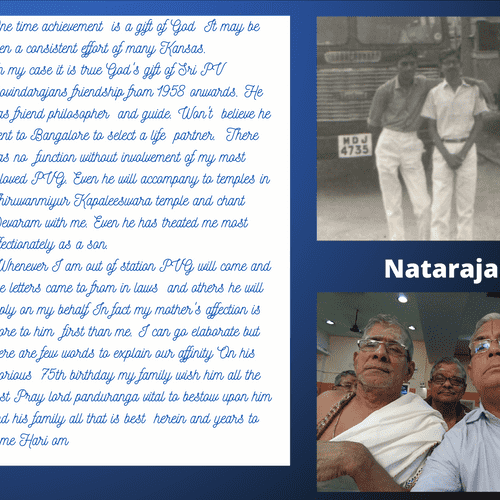 ne time achievement is a gift of God It may be
en a consistent effort of many Kansas.
n my case it is true God's gift of Sri PV
ovindarajans friendship from 1958 onwards. He
as friend philosopher and guide. Won't believe he
ent to Bangalore to select a life partner. There
as no function without involvement of my most
loved PVG. Even he will accompany to temples in
hiruvanmiyur Kapaleeswara temple and chant
evaram with me. Even he has treated me most
fectionately as a son.
Whenever I am out of station PVG will come and
e letters came to from in laws and others he will
ply on my behalf In fact my mother's affection is
ore to him first than me. I can go elaborate but
ere are few words to explain our affinity On his
orious 75th birthday my family wish him all the
st Pray lord panduranga vital to bestow upon him
nd his family all that is best herein and years to
me Hari om
MDJ
4735
Nataraja